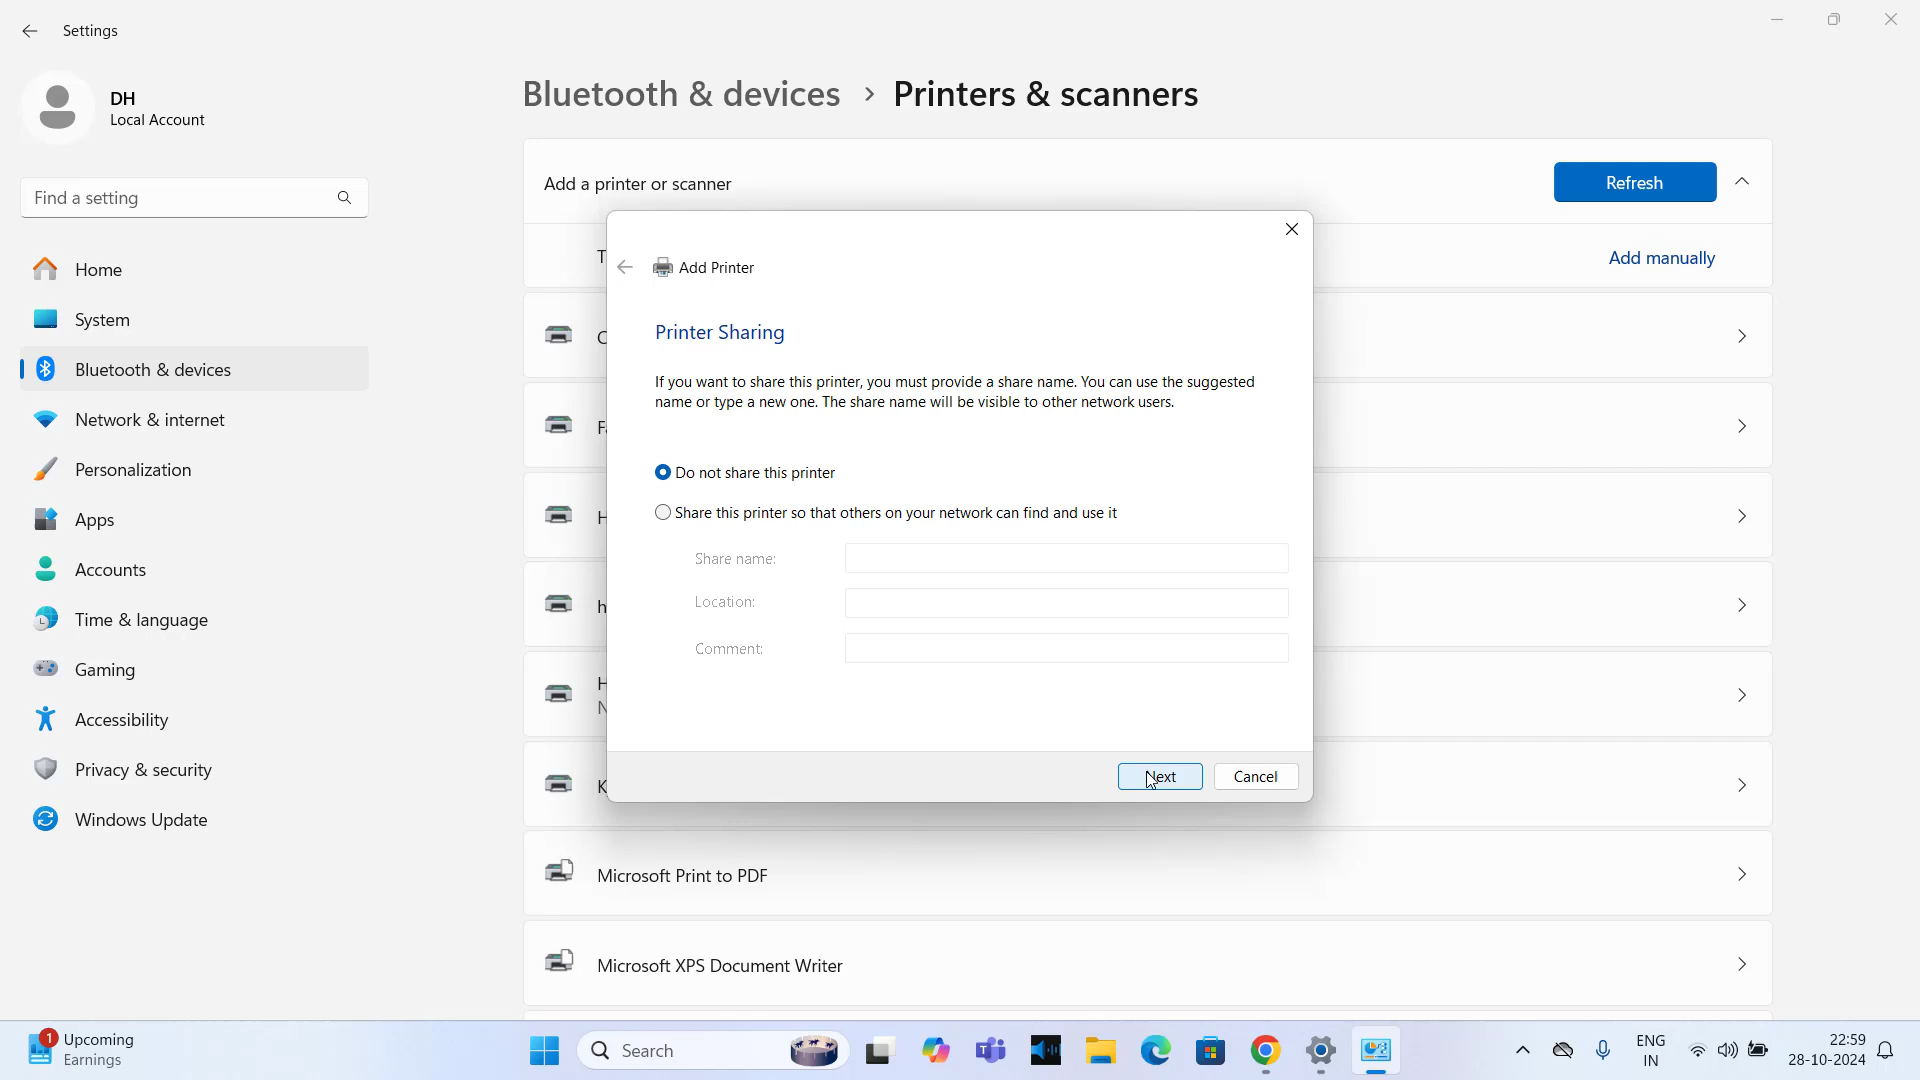 Settings
DH
Local Account
Find a setting
Home
System
Bluetooth & devices
Network & internet
Personalization
Apps
Accounts
Time & language
Gaming
Accessibility
Privacy & security
Windows Update
Bluetooth & devices > Printers & scanners
Add a printer or scanner
Refresh
Add manually
Add Printer
Printer Sharing
If you want to share this printer, you must provide a share name. You can use the suggested
name or type a new one. The share name will be visible to other network users.
Do not share this printer
Share this printer so that others on your network can find and use it
Share name:
Location:
Comment:
Next
Cancel
Microsoft Print to PDF
Microsoft XPS Document Writer
1
Upcoming
Earnings
Search
ENG
IN
22:59
28-10-2024